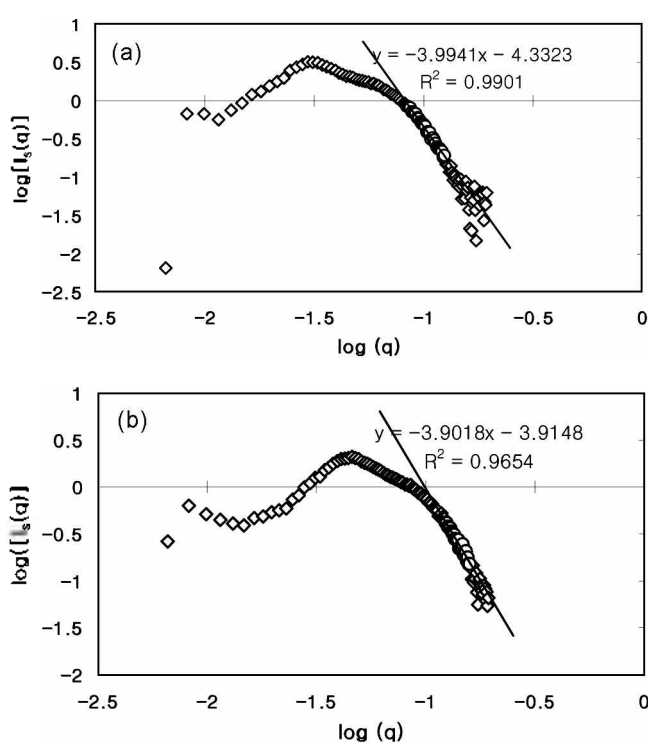 (a)
1
0.5
0
−0.5
−1
−1.5
−2
−2.5
−2.5
−2
−1.5
−1
−0.5
0
log[Is(q)]
log (q)
y = −3.9941x − 4.3323
R² = 0.9901
(b)
1
0.5
0
−0.5
−1
−1.5
−2
−2.5
−2
−1.5
−1
−0.5
0
log([Is(q)]
log (q)
y = −3.9018x − 3.9148
R² = 0.9654